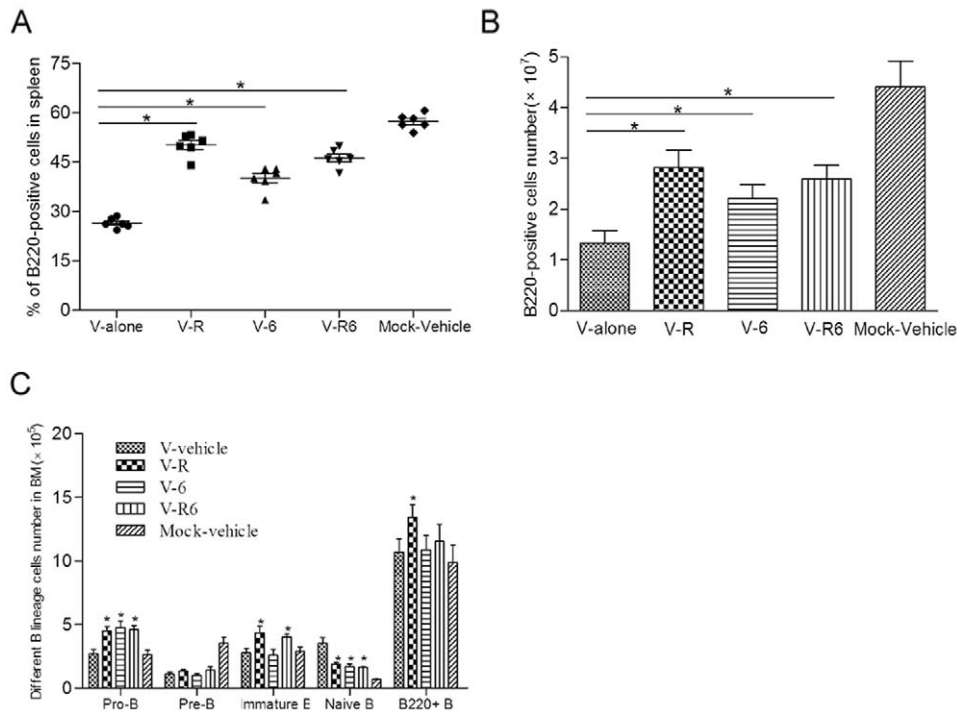 A
% of B220-positive cells in spleen
75
60
45
30
15
0
*
*
*
V-alone V-R V-6 V-R6 Mock-Vehicle
B
B220-positive cells number(× 10⁷)
5
4
3
2
1
0
*
*
*
V-alone V-R V-6 V-R6 Mock-Vehicle
C
Different B lineage cells number in BM (× 10⁵)
20
15
10
5
0
V-vehicle
V-R
V-6
V-R6
Mock-vehicle
* * * * * * * * *
Pro-B Pre-B Immature B Naive B B220+ B